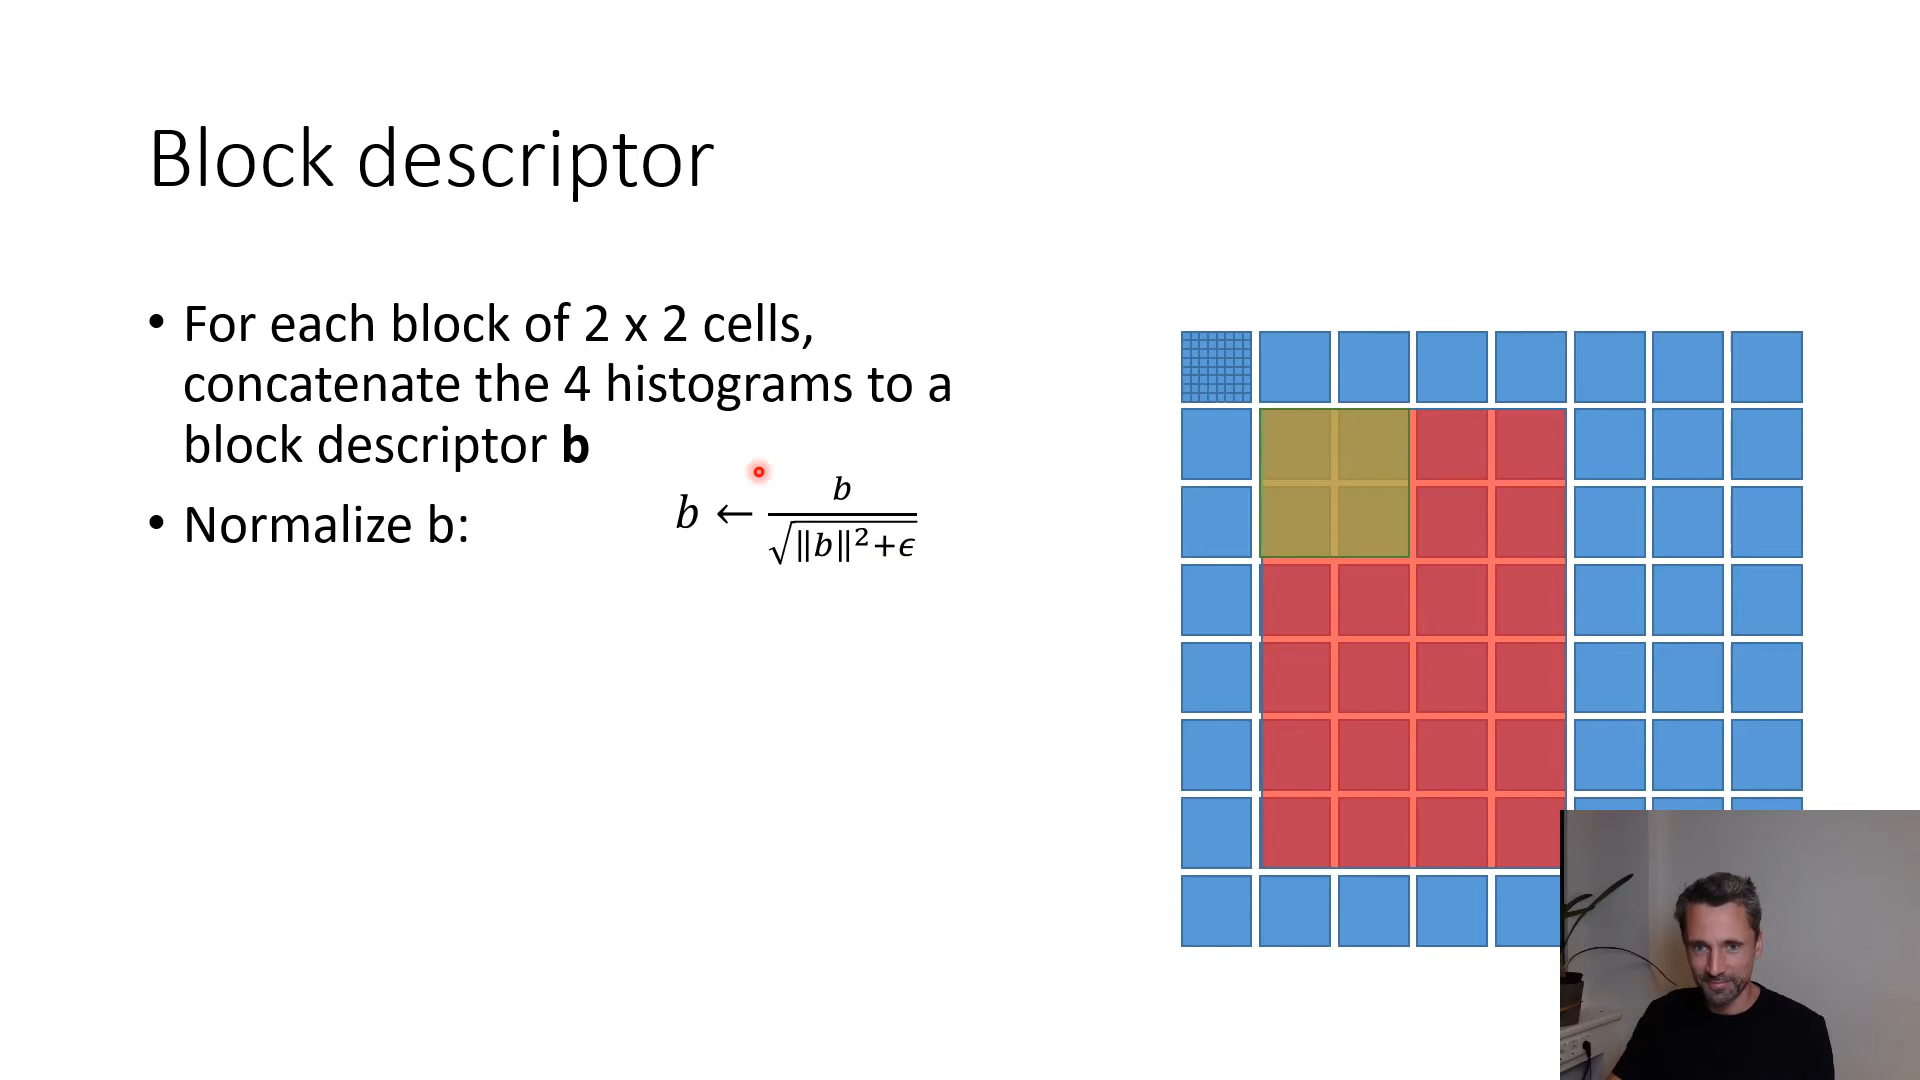 Block descriptor
• For each block of 2 x 2 cells,
concatenate the 4 histograms to a
block descriptor b
• Normalize b: b ← b / √(‖b‖²+ϵ)